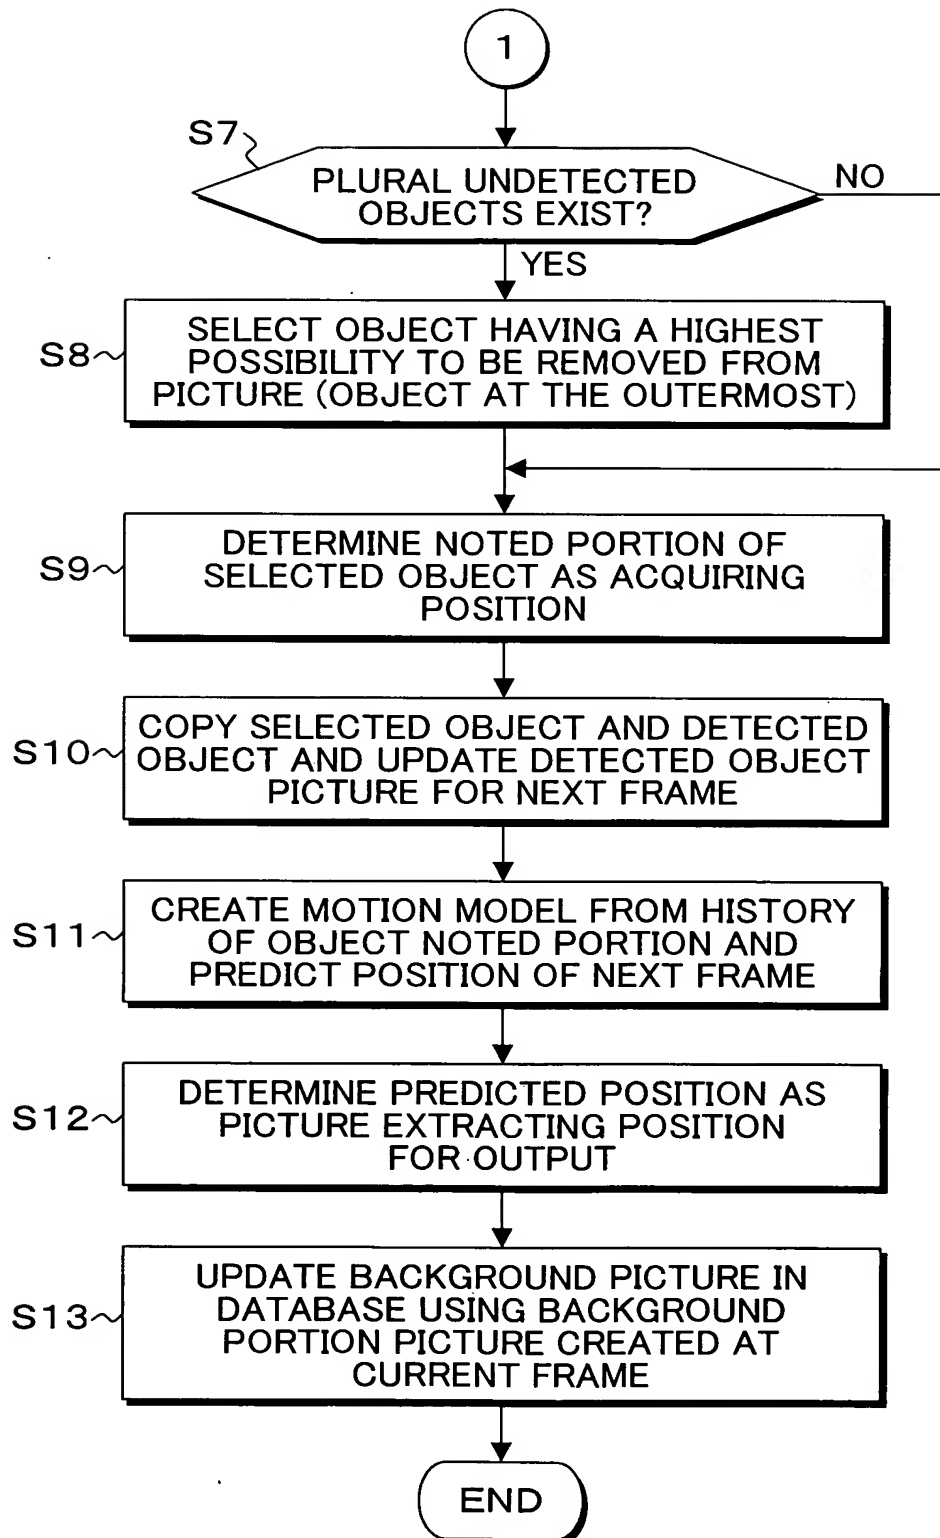 1
S7
PLURAL UNDETECTED
OBJECTS EXIST?
NO
YES
S8
SELECT OBJECT HAVING A HIGHEST
POSSIBILITY TO BE REMOVED FROM
PICTURE (OBJECT AT THE OUTERMOST)
S9
DETERMINE NOTED PORTION OF
SELECTED OBJECT AS ACQUIRING
POSITION
S10
COPY SELECTED OBJECT AND DETECTED
OBJECT AND UPDATE DETECTED OBJECT
PICTURE FOR NEXT FRAME
S11
CREATE MOTION MODEL FROM HISTORY
OF OBJECT NOTED PORTION AND
PREDICT POSITION OF NEXT FRAME
S12
DETERMINE PREDICTED POSITION AS
PICTURE EXTRACTING POSITION
FOR OUTPUT
S13
UPDATE BACKGROUND PICTURE IN
DATABASE USING BACKGROUND
PORTION PICTURE CREATED AT
CURRENT FRAME
END